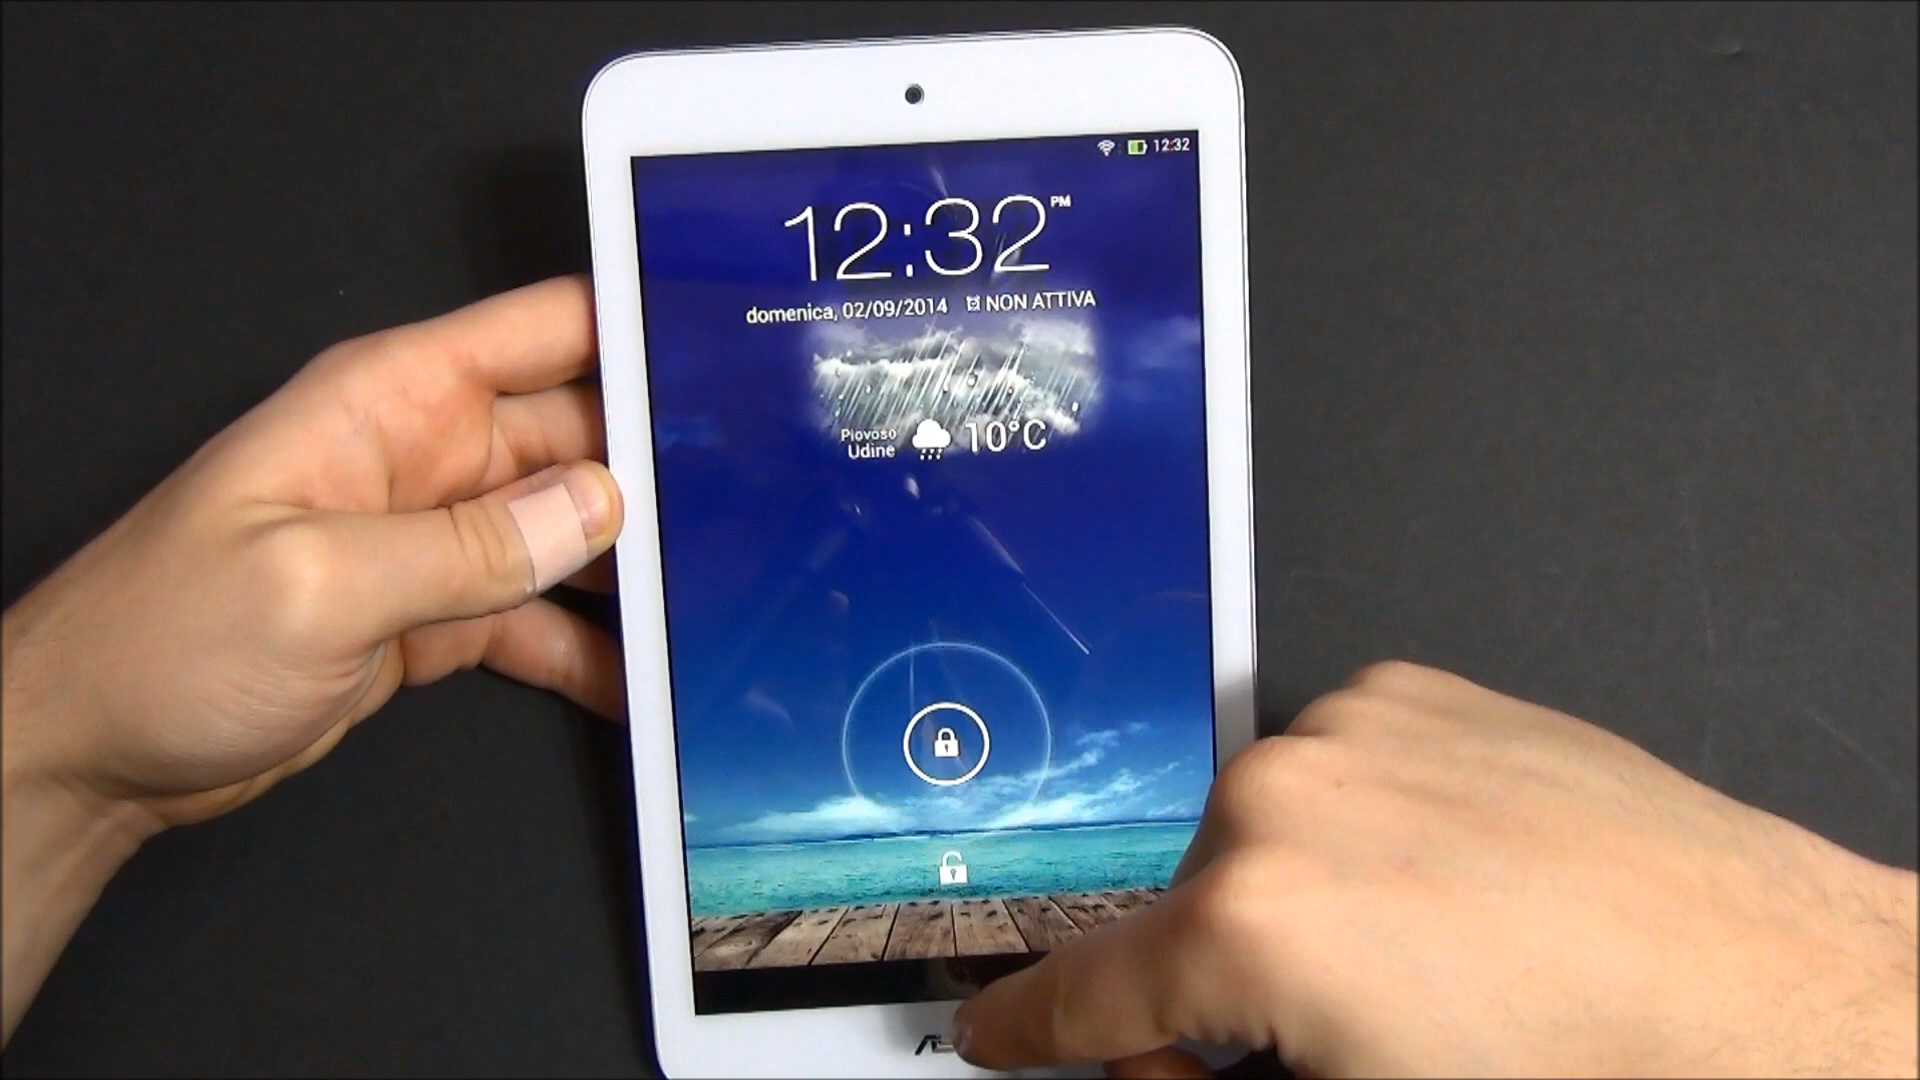 12:32
12:32 PM
domenica, 02/09/2014 NON ATTIVA
Piovoso
Udine
10°C